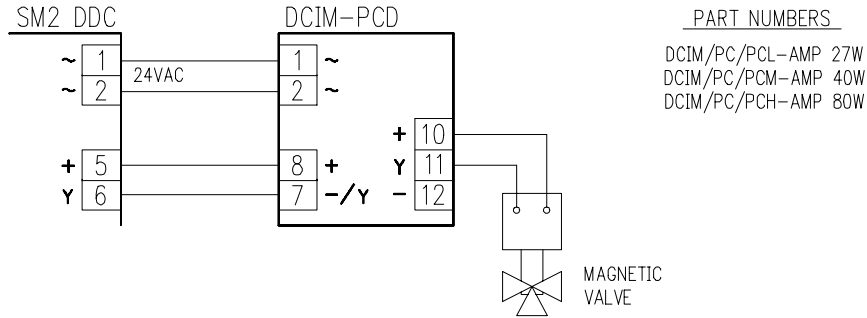 SM2 DDC
DCIM-PCD
PART NUMBERS
~ 1
1 ~
24VAC
~ 2
2 ~
DCIM/PC/PCL-AMP 27W
DCIM/PC/PCM-AMP 40W
DCIM/PC/PCH-AMP 80W
+ 10
+ 5
8 +
Y 11
Y 6
7 -/Y
- 12
MAGNETIC
VALVE